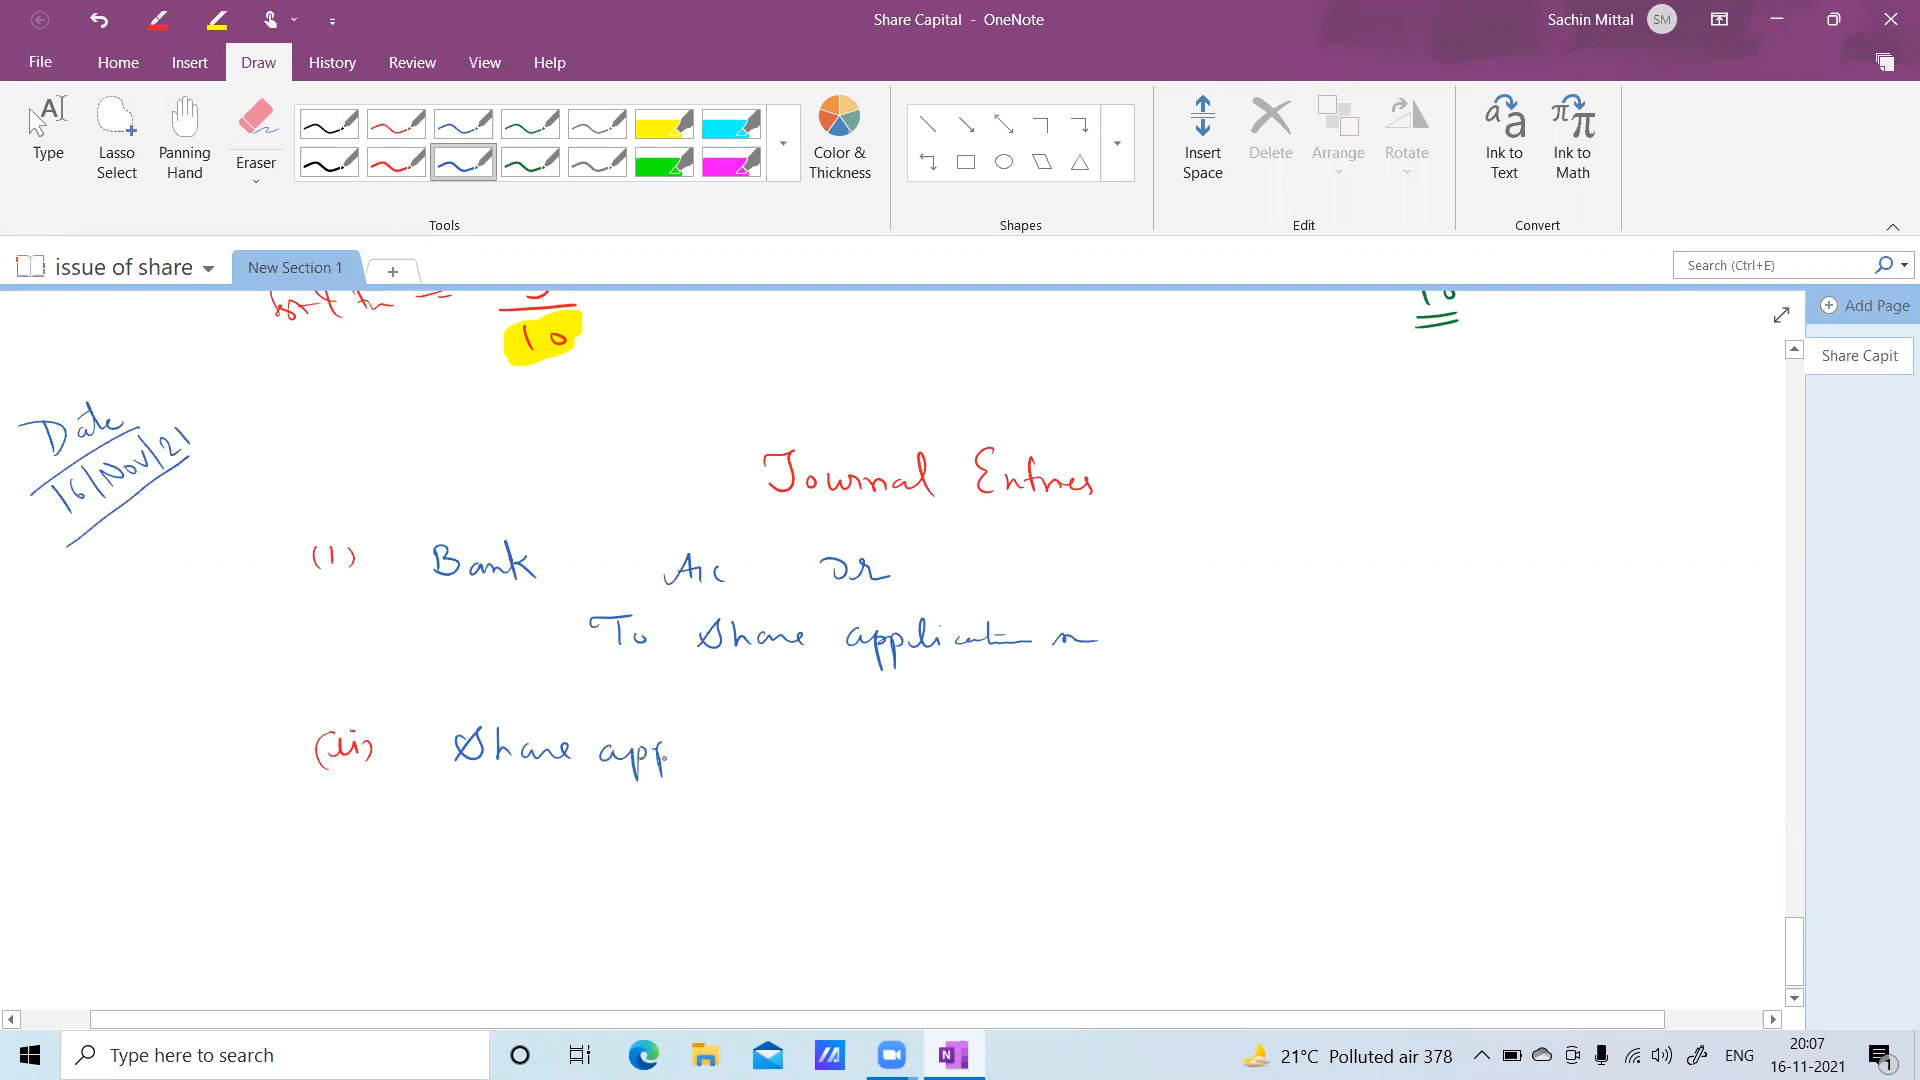 Share Capital - OneNote
Sachin Mittal SM
File Home Insert Draw History Review View Help
Type
Lasso Select
Panning Hand
Eraser
Color & Thickness
Insert Space
Delete
Arrange
Rotate
Ink to Text
Ink to Math
Tools
Shapes
Edit
Convert
issue of share
New Section 1
+
Search (Ctrl+E)
Add Page
Share Capit
10
10
Date
16/Nov/21
Journal Entries
(1) Bank A/c Dr
To Share application
(ii) Share app
Type here to search
21°C Polluted air 378
ENG
20:07
16-11-2021
1